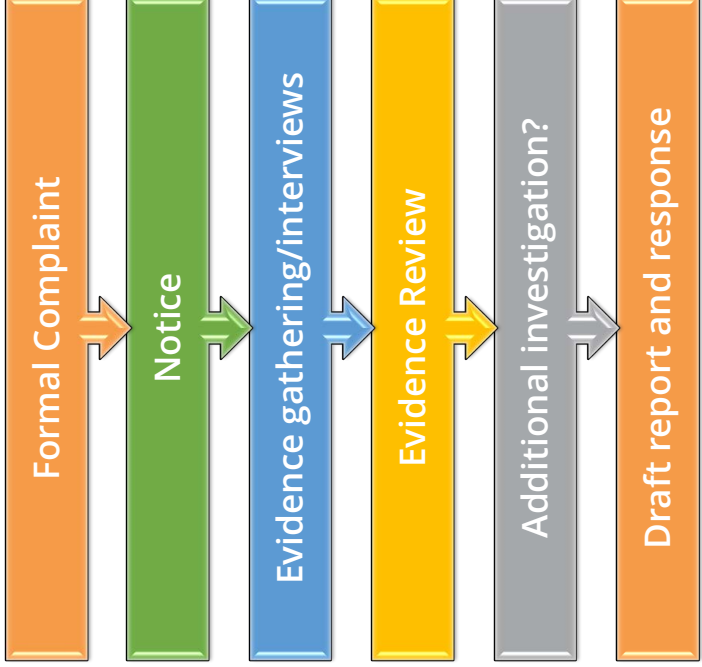 Formal Complaint
Notice
Evidence gathering/interviews
Evidence Review
Additional investigation?
Draft report and response